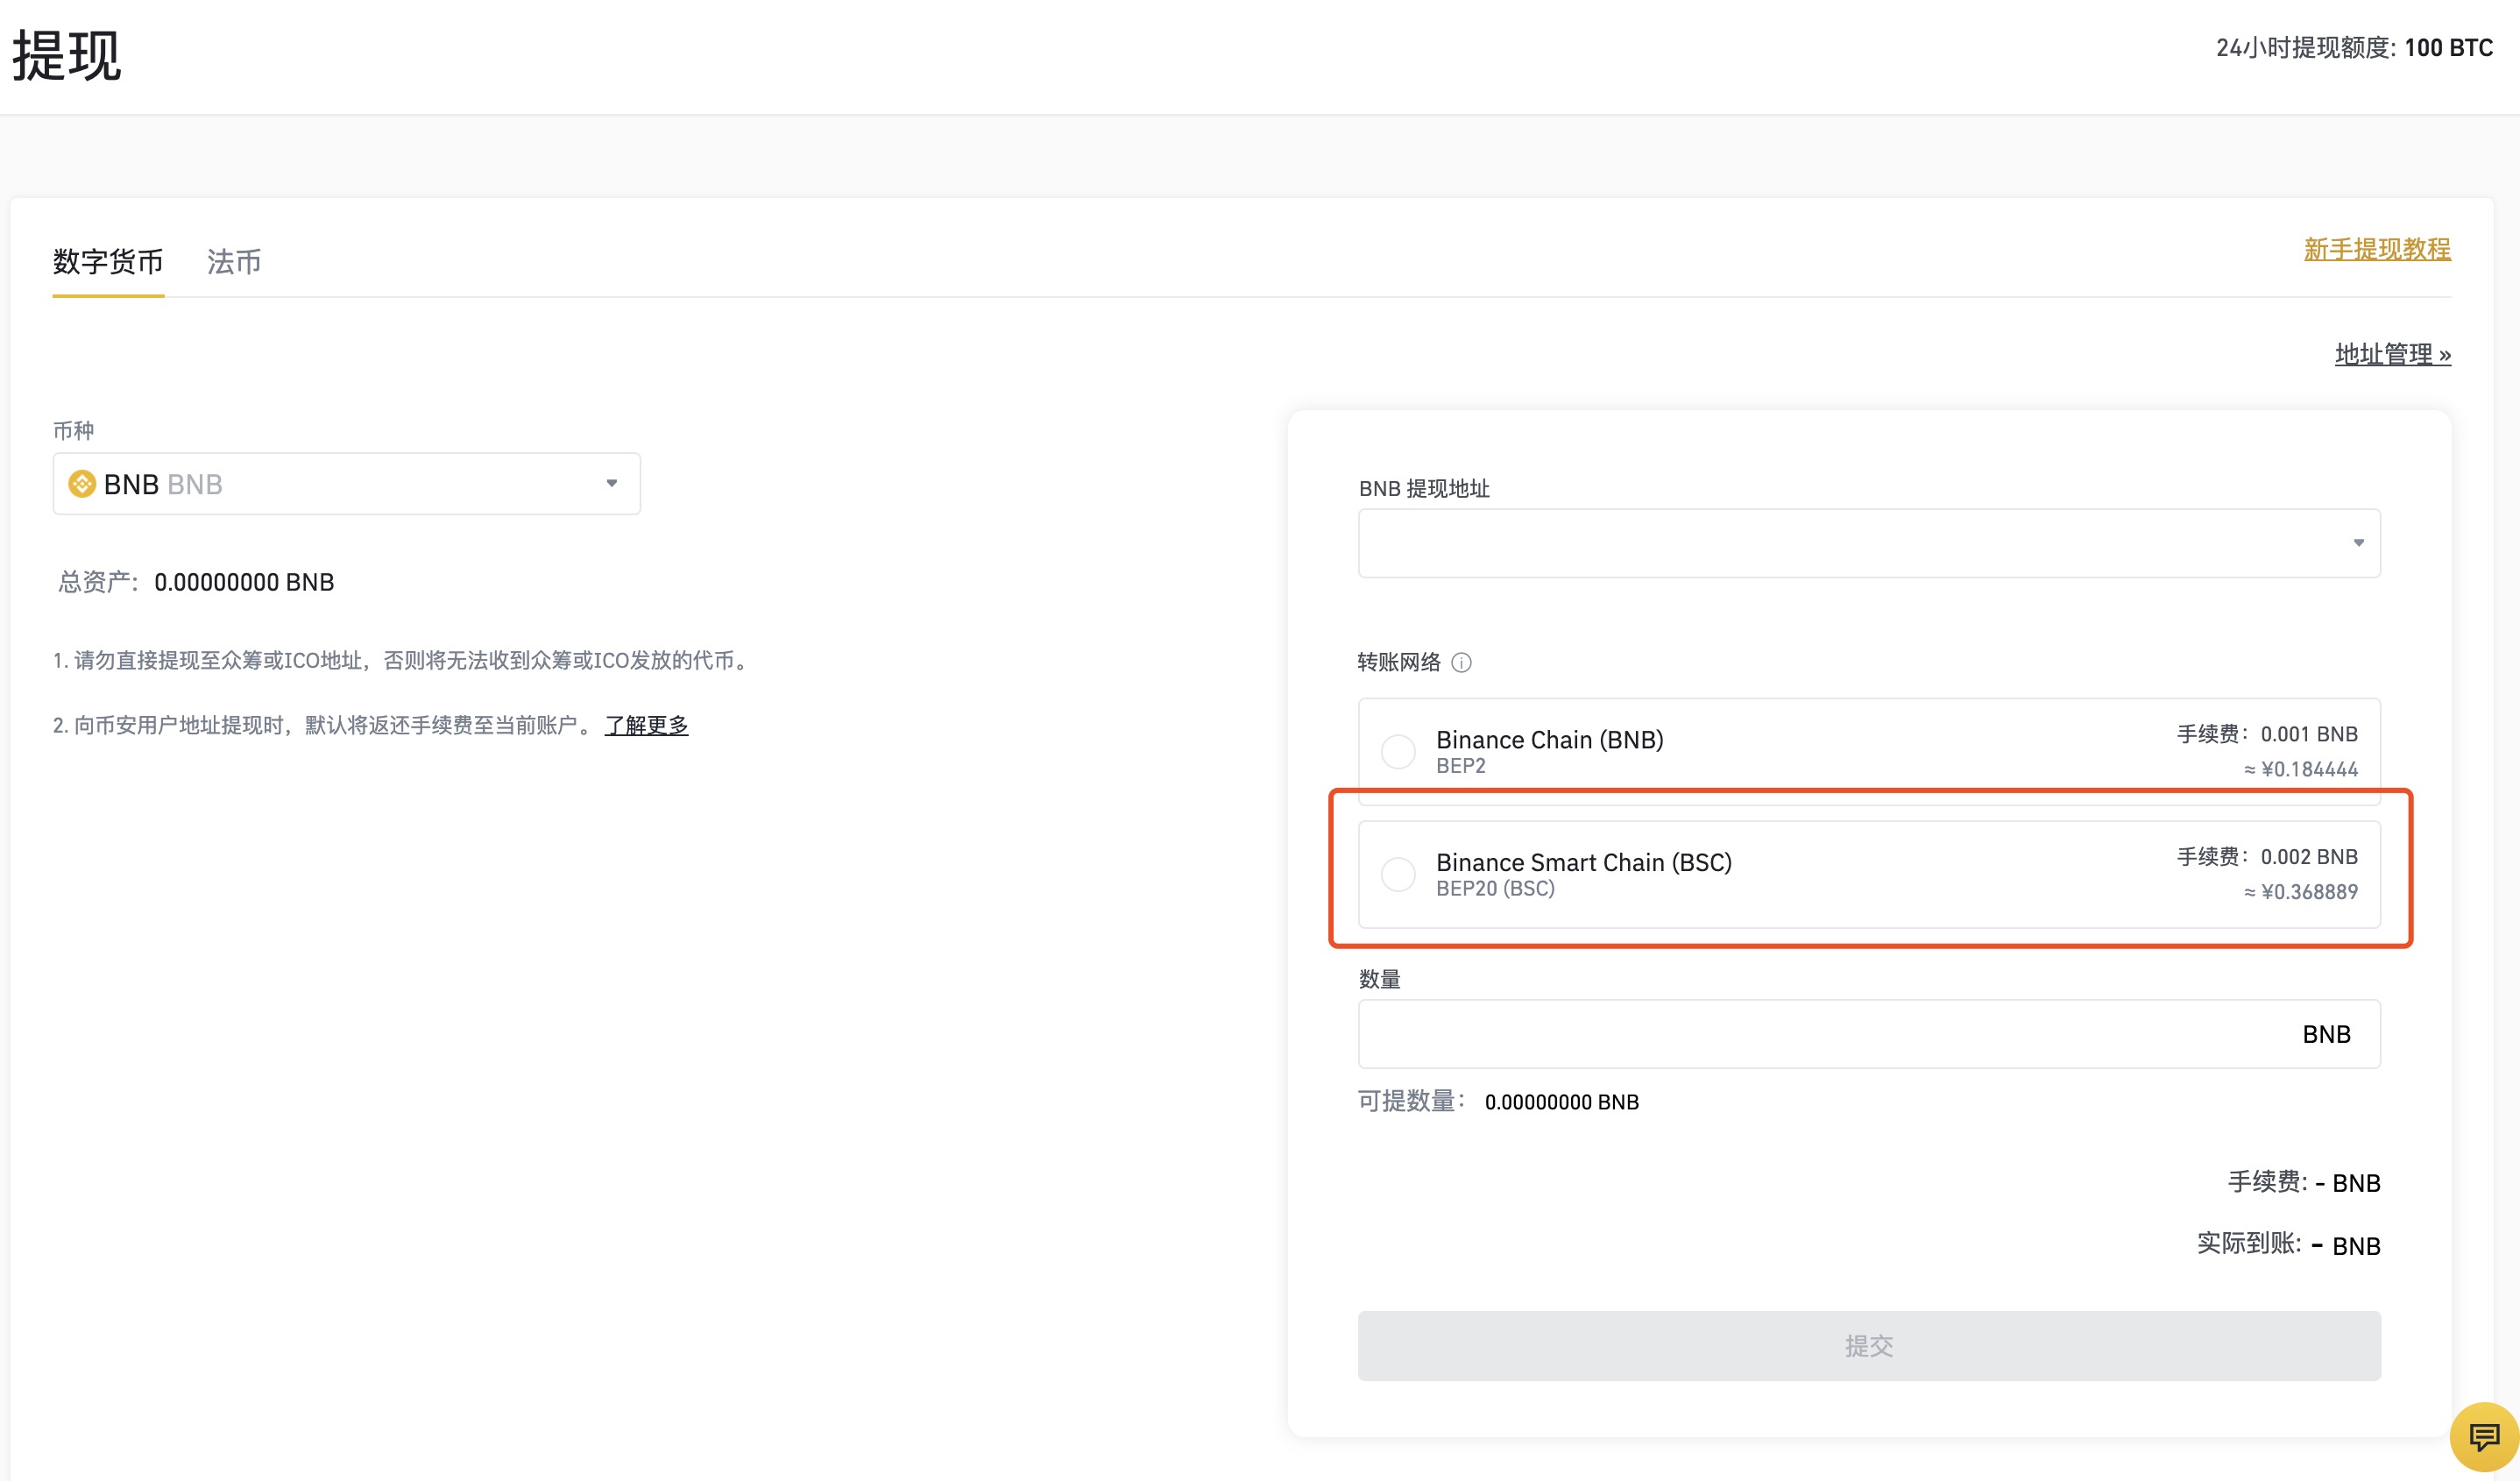 提现
24小时提现额度: 100 BTC
数字货币 法币
新手提现教程
地址管理 »
币种
BNB BNB
总资产: 0.00000000 BNB
1. 请勿直接提现至众筹或ICO地址，否则将无法收到众筹或ICO发放的代币。
2. 向币安用户地址提现时，默认将返还手续费至当前账户。 了解更多
BNB 提现地址
转账网络
Binance Chain (BNB)
BEP2
手续费： 0.001 BNB
≈ ¥0.184444
Binance Smart Chain (BSC)
BEP20 (BSC)
手续费： 0.002 BNB
≈ ¥0.368889
数量
BNB
可提数量： 0.00000000 BNB
手续费: - BNB
实际到账: - BNB
提交